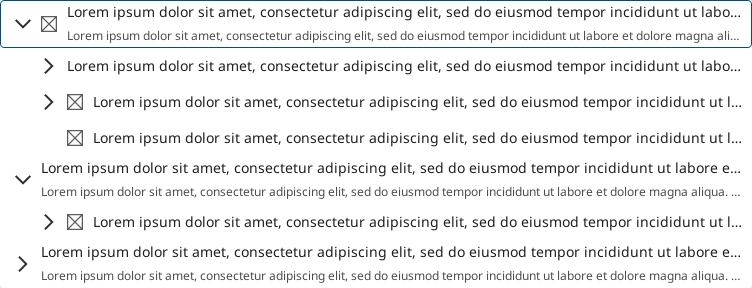 Lorem ipsum dolor sit amet, consectetur adipiscing elit, sed do eiusmod tempor incididunt ut labo...
Lorem ipsum dolor sit amet, consectetur adipiscing elit, sed do eiusmod tempor incididunt ut labore et dolore magna ali...
Lorem ipsum dolor sit amet, consectetur adipiscing elit, sed do eiusmod tempor incididunt ut labo...
Lorem ipsum dolor sit amet, consectetur adipiscing elit, sed do eiusmod tempor incididunt ut l...
Lorem ipsum dolor sit amet, consectetur adipiscing elit, sed do eiusmod tempor incididunt ut l...
Lorem ipsum dolor sit amet, consectetur adipiscing elit, sed do eiusmod tempor incididunt ut labore e...
Lorem ipsum dolor sit amet, consectetur adipiscing elit, sed do eiusmod tempor incididunt ut labore et dolore magna aliqua. ...
Lorem ipsum dolor sit amet, consectetur adipiscing elit, sed do eiusmod tempor incididunt ut l...
Lorem ipsum dolor sit amet, consectetur adipiscing elit, sed do eiusmod tempor incididunt ut labore e...
Lorem ipsum dolor sit amet, consectetur adipiscing elit, sed do eiusmod tempor incididunt ut labore et dolore magna aliqua. ...